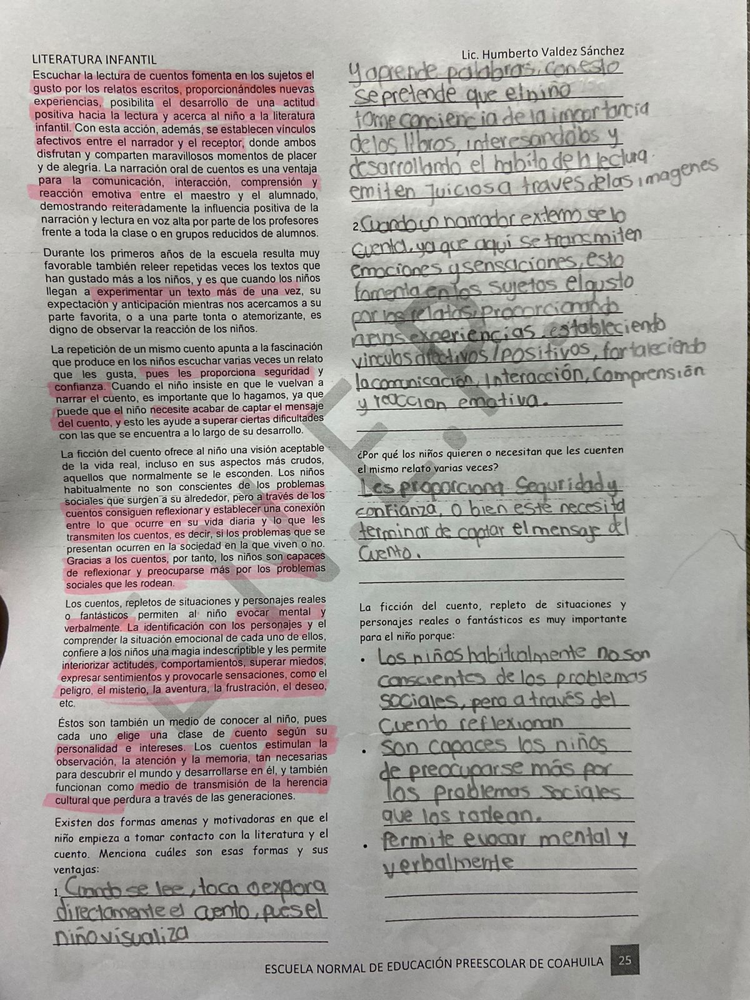 LITERATURA INFANTIL
Lic. Humberto Valdez Sánchez
Escuchar la lectura de cuentos fomenta en los sujetos el
gusto por los relatos escritos, proporcionándoles nuevas
experiencias, posibilita el desarrollo de una actitud
positiva hacia la lectura y acerca al niño a la literatura
infantil. Con esta acción, además, se establecen vínculos
afectivos entre el narrador y el receptor, donde ambos
disfrutan y comparten maravillosos momentos de placer
y de alegría. La narración oral de cuentos es una ventaja
para la comunicación, interacción, comprensión y
reacción emotiva entre el maestro y el alumnado,
demostrando reiteradamente la influencia positiva de la
narración y lectura en voz alta por parte de los profesores
frente a toda la clase o en grupos reducidos de alumnos.
Durante los primeros años de la escuela resulta muy
favorable también releer repetidas veces los textos que
han gustado más a los niños, y es que cuando los niños
llegan a experimentar un texto más de una vez, su
expectación y anticipación mientras nos acercamos a su
parte favorita, o a una parte tonta o atemorizante, es
digno de observar la reacción de los niños.
La repetición de un mismo cuento apunta a la fascinación
que produce en los niños escuchar varias veces un relato
que les gusta, pues les proporciona seguridad y
confianza. Cuando el niño insiste en que le vuelvan a
narrar el cuento, es importante que lo hagamos, ya que
puede que el niño necesite acabar de captar el mensaje
del cuento, y esto les ayude a superar ciertas dificultades
con las que se encuentra a lo largo de su desarrollo.
La ficción del cuento ofrece al niño una visión aceptable
de la vida real, incluso en sus aspectos más crudos,
aquellos que normalmente se le esconden. Los niños
habitualmente no son conscientes de los problemas
sociales que surgen a su alrededor, pero a través de los
cuentos consiguen reflexionar y establecer una conexión
entre lo que ocurre en su vida diaria y lo que les
transmiten los cuentos, es decir, si los problemas que se
presentan ocurren en la sociedad en la que viven o no.
Gracias a los cuentos, por tanto, los niños son capaces
de reflexionar y preocuparse más por los problemas
sociales que les rodean.
Los cuentos, repletos de situaciones y personajes reales
o fantásticos permiten al niño evocar mental y
verbalmente. La identificación con los personajes y el
comprender la situación emocional de cada uno de ellos,
confiere a los niños una magia indescriptible y les permite
interiorizar actitudes, comportamientos, superar miedos,
expresar sentimientos y provocarle sensaciones, como el
peligro, el misterio, la aventura, la frustración, el deseo,
etc.
Éstos son también un medio de conocer al niño, pues
cada uno elige una clase de cuento según su
personalidad e intereses. Los cuentos estimulan la
observación, la atención y la memoria, tan necesarias
para descubrir el mundo y desarrollarse en él, y también
funcionan como medio de transmisión de la herencia
cultural que perdura a través de las generaciones.
Existen dos formas amenas y motivadoras en que el
niño empieza a tomar contacto con la literatura y el
cuento. Menciona cuáles son esas formas y sus
ventajas:
1. Cuando se lee, toca o expora
directamente el cuento, pues el
niño visualiza
y aprende palabras, con esto
se pretende que el niño
tome conciencia de la importancia
de los libros, interesandolos y
desarrollando el habito de la lectura.
emiten Juicios a través de las imagenes
2. Cuando un narrador externo se lo
cuenta, ya que aquí se transmiten
emociones y sensaciones, esto
fomenta en los sujetos el gusto
por los relatos, proporcionando
nevas experiencias, estableciendo
vinculos afectivos/positivos, fortaleciendo
la comunicación, Interacción, Comprensión
y reaccion emotiva.
¿Por qué los niños quieren o necesitan que les cuenten
el mismo relato varias veces?
Les proporciona Seguridad y
confianza, o bien este necesita
terminar de captar el mensaje del
cuento.
La ficción del cuento, repleto de situaciones y
personajes reales o fantásticos es muy importante
para el niño porque:
• Los niños habitualmente no son
conscientes de los problemas
sociales, pero a través del
cuento reflexionan
• Son capaces los niños
de preocuparse más por
los problemas sociales
que los rodean.
• Permite evocar mental y
verbalmente
ESCUELA NORMAL DE EDUCACIÓN PREESCOLAR DE COAHUILA 25